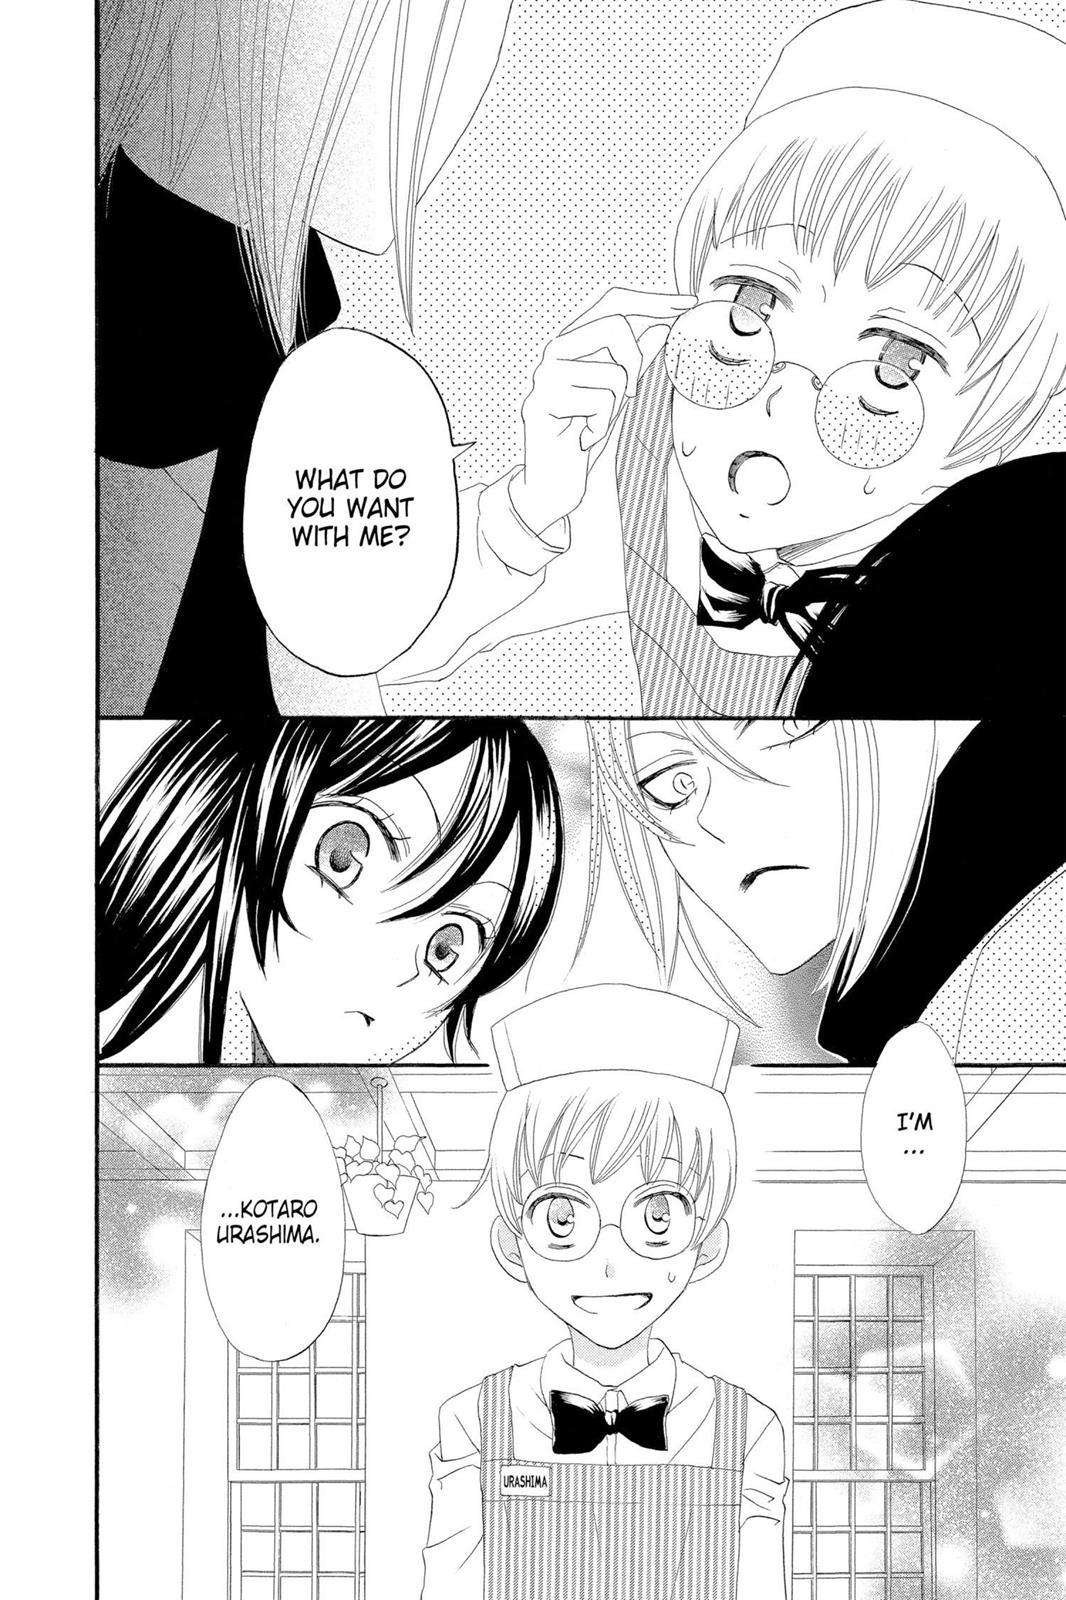 WHAT DO
YOU WANT
WITH ME?
I'M
...
...KOTARO
URASHIMA.
URASHIMA